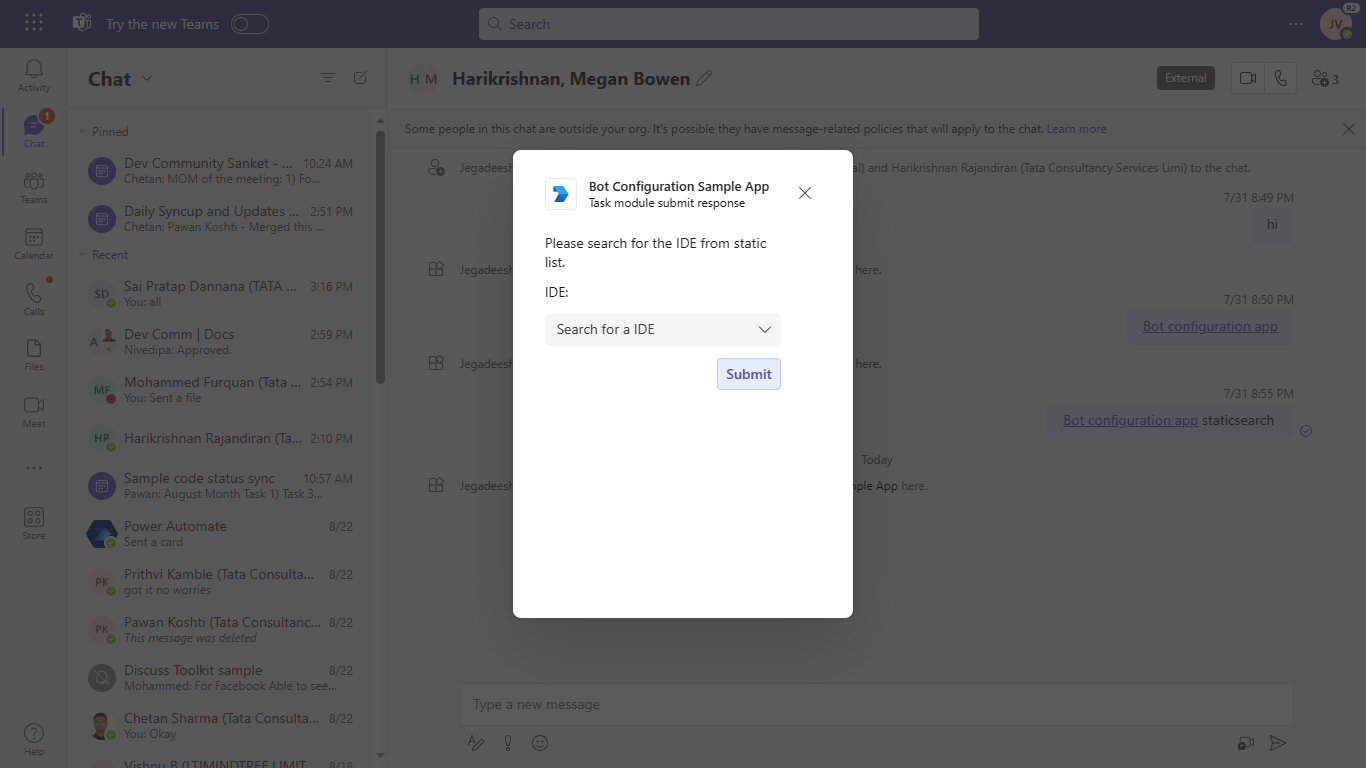 Try the new Teams
Search
R2
JV
Activity
1
Chat
Teams
Calendar
Calls
Files
Meet
Store
Help
Chat
Pinned
Dev Community Sanket - ... 10:24 AM
Chetan: MOM of the meeting: 1) Fo...
Daily Syncup and Updates ... 2:51 PM
Chetan: Pawan Koshti - Merged this ...
Recent
SD
Sai Pratap Dannana (TATA ... 3:16 PM
You: all
A
Dev Comm | Docs 2:59 PM
Nivedipa: Approved.
MF
Mohammed Furquan (Tata ... 2:54 PM
You: Sent a file
HR
Harikrishnan Rajandiran (Ta... 2:10 PM
Sample code status sync 10:57 AM
Pawan: August Month Task 1) Task 3...
Power Automate 8/22
Sent a card
PK
Prithvi Kamble (Tata Consulta... 8/22
got it no worries
PK
Pawan Koshti (Tata Consultanc... 8/22
This message was deleted
Discuss Toolkit sample 8/22
Mohammed: For Facebook Able to see...
Chetan Sharma (Tata Consulta... 8/22
You: Okay
Vishnu B (LTIMINDTREE LIMIT... 8/18
H M
Harikrishnan, Megan Bowen
External
3
Some people in this chat are outside your org. It's possible they have message-related policies that will apply to the chat. Learn more
Jegadeesh
al) and Harikrishnan Rajandiran (Tata Consultancy Services Limi) to the chat.
7/31 8:49 PM
hi
Jegadeesh
here.
7/31 8:50 PM
Bot configuration app
Jegadeesh
here.
7/31 8:55 PM
Bot configuration app staticsearch
Today
Jegadeesh
ple App here.
Type a new message
Bot Configuration Sample App
Task module submit response
Please search for the IDE from static
list.
IDE:
Search for a IDE
Submit